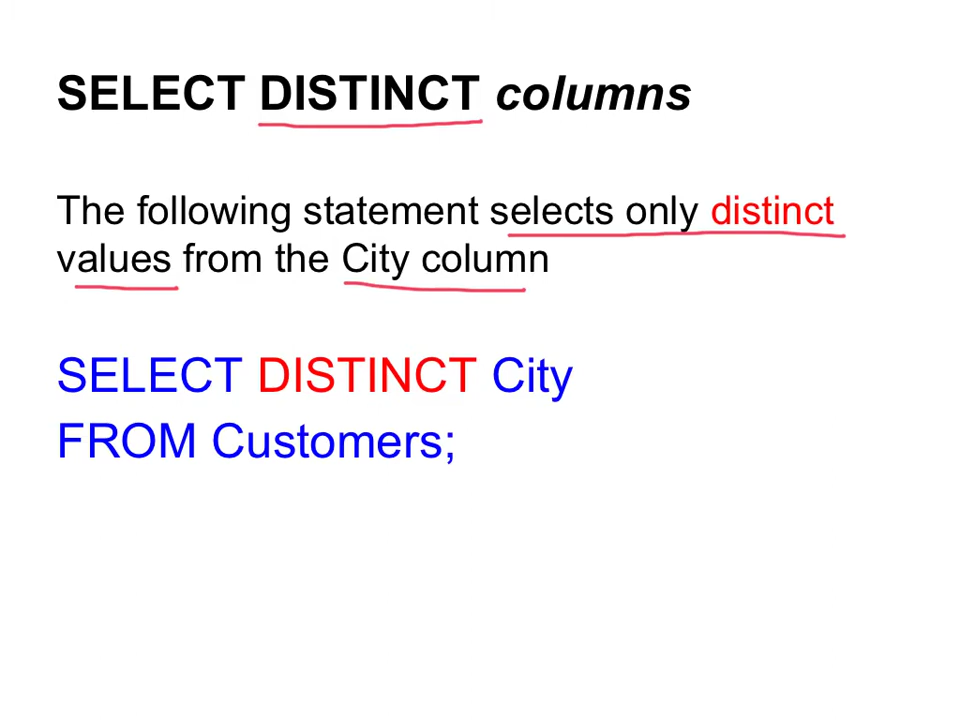 SELECT DISTINCT columns
The following statement selects only distinct
values from the City column
SELECT DISTINCT City
FROM Customers;